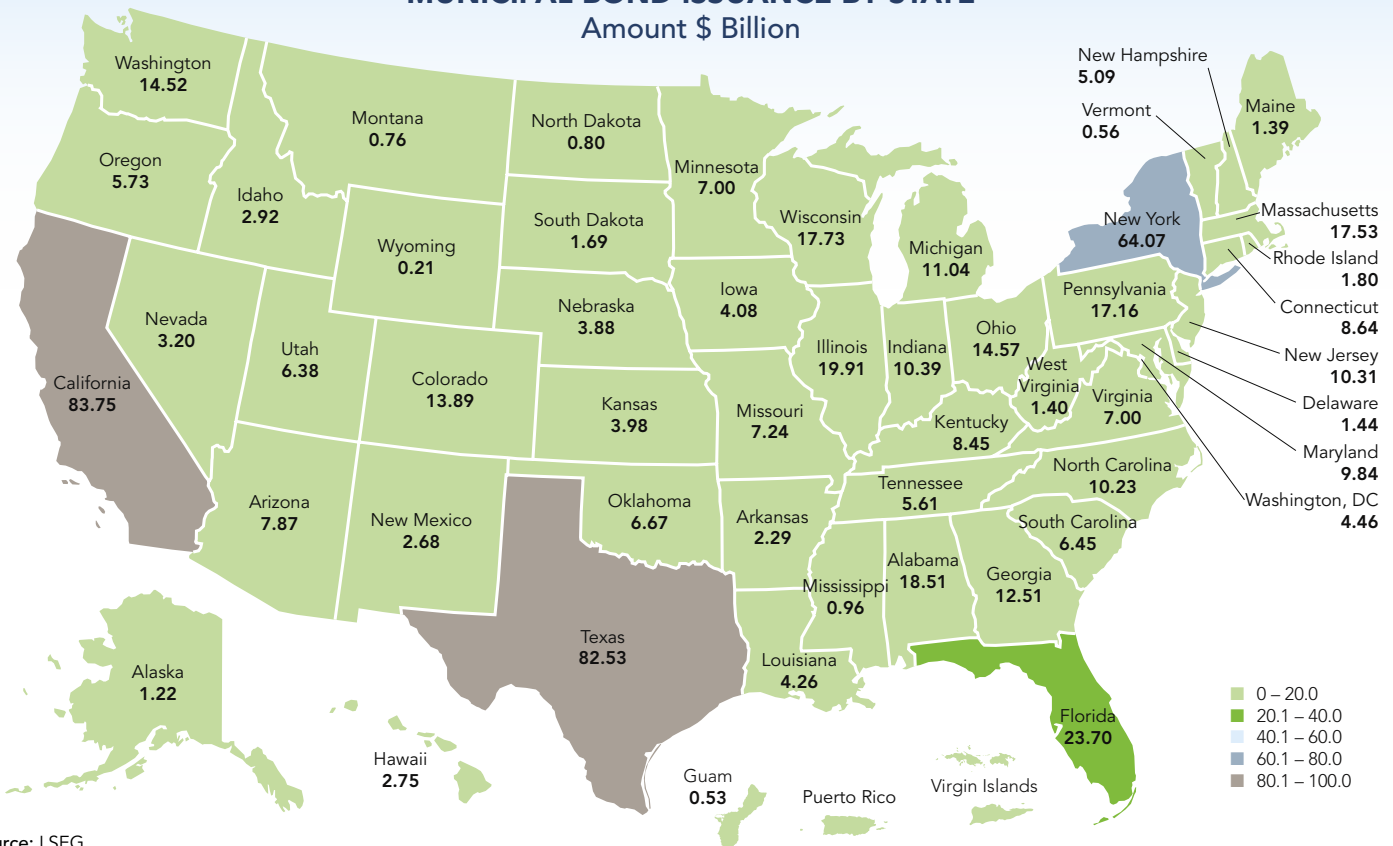 MUNICIPAL BOND ISSUANCE BY STATE
Amount $ Billion
Washington
14.52
Oregon
5.73
Idaho
2.92
Montana
0.76
Wyoming
0.21
North Dakota
0.80
South Dakota
1.69
Nebraska
3.88
Minnesota
7.00
Wisconsin
17.73
Michigan
11.04
Iowa
4.08
New Hampshire
5.09
Vermont
0.56
Maine
1.39
New York
64.07
Massachusetts
17.53
Rhode Island
1.80
Connecticut
8.64
New Jersey
10.31
Delaware
1.44
Maryland
9.84
Washington, DC
4.46
Pennsylvania
17.16
Ohio
14.57
Indiana
10.39
Illinois
19.91
West
Virginia
1.40
Virginia
7.00
Kentucky
8.45
Nevada
3.20
Utah
6.38
California
83.75
Colorado
13.89
Kansas
3.98
Missouri
7.24
Arizona
7.87
New Mexico
2.68
Oklahoma
6.67
Arkansas
2.29
Tennessee
5.61
North Carolina
10.23
South Carolina
6.45
Mississippi
0.96
Alabama
18.51
Georgia
12.51
Texas
82.53
Louisiana
4.26
Florida
23.70
Alaska
1.22
Hawaii
2.75
Guam
0.53
Puerto Rico
Virgin Islands
0 – 20.0
20.1 – 40.0
40.1 – 60.0
60.1 – 80.0
80.1 – 100.0
urce: LSEG